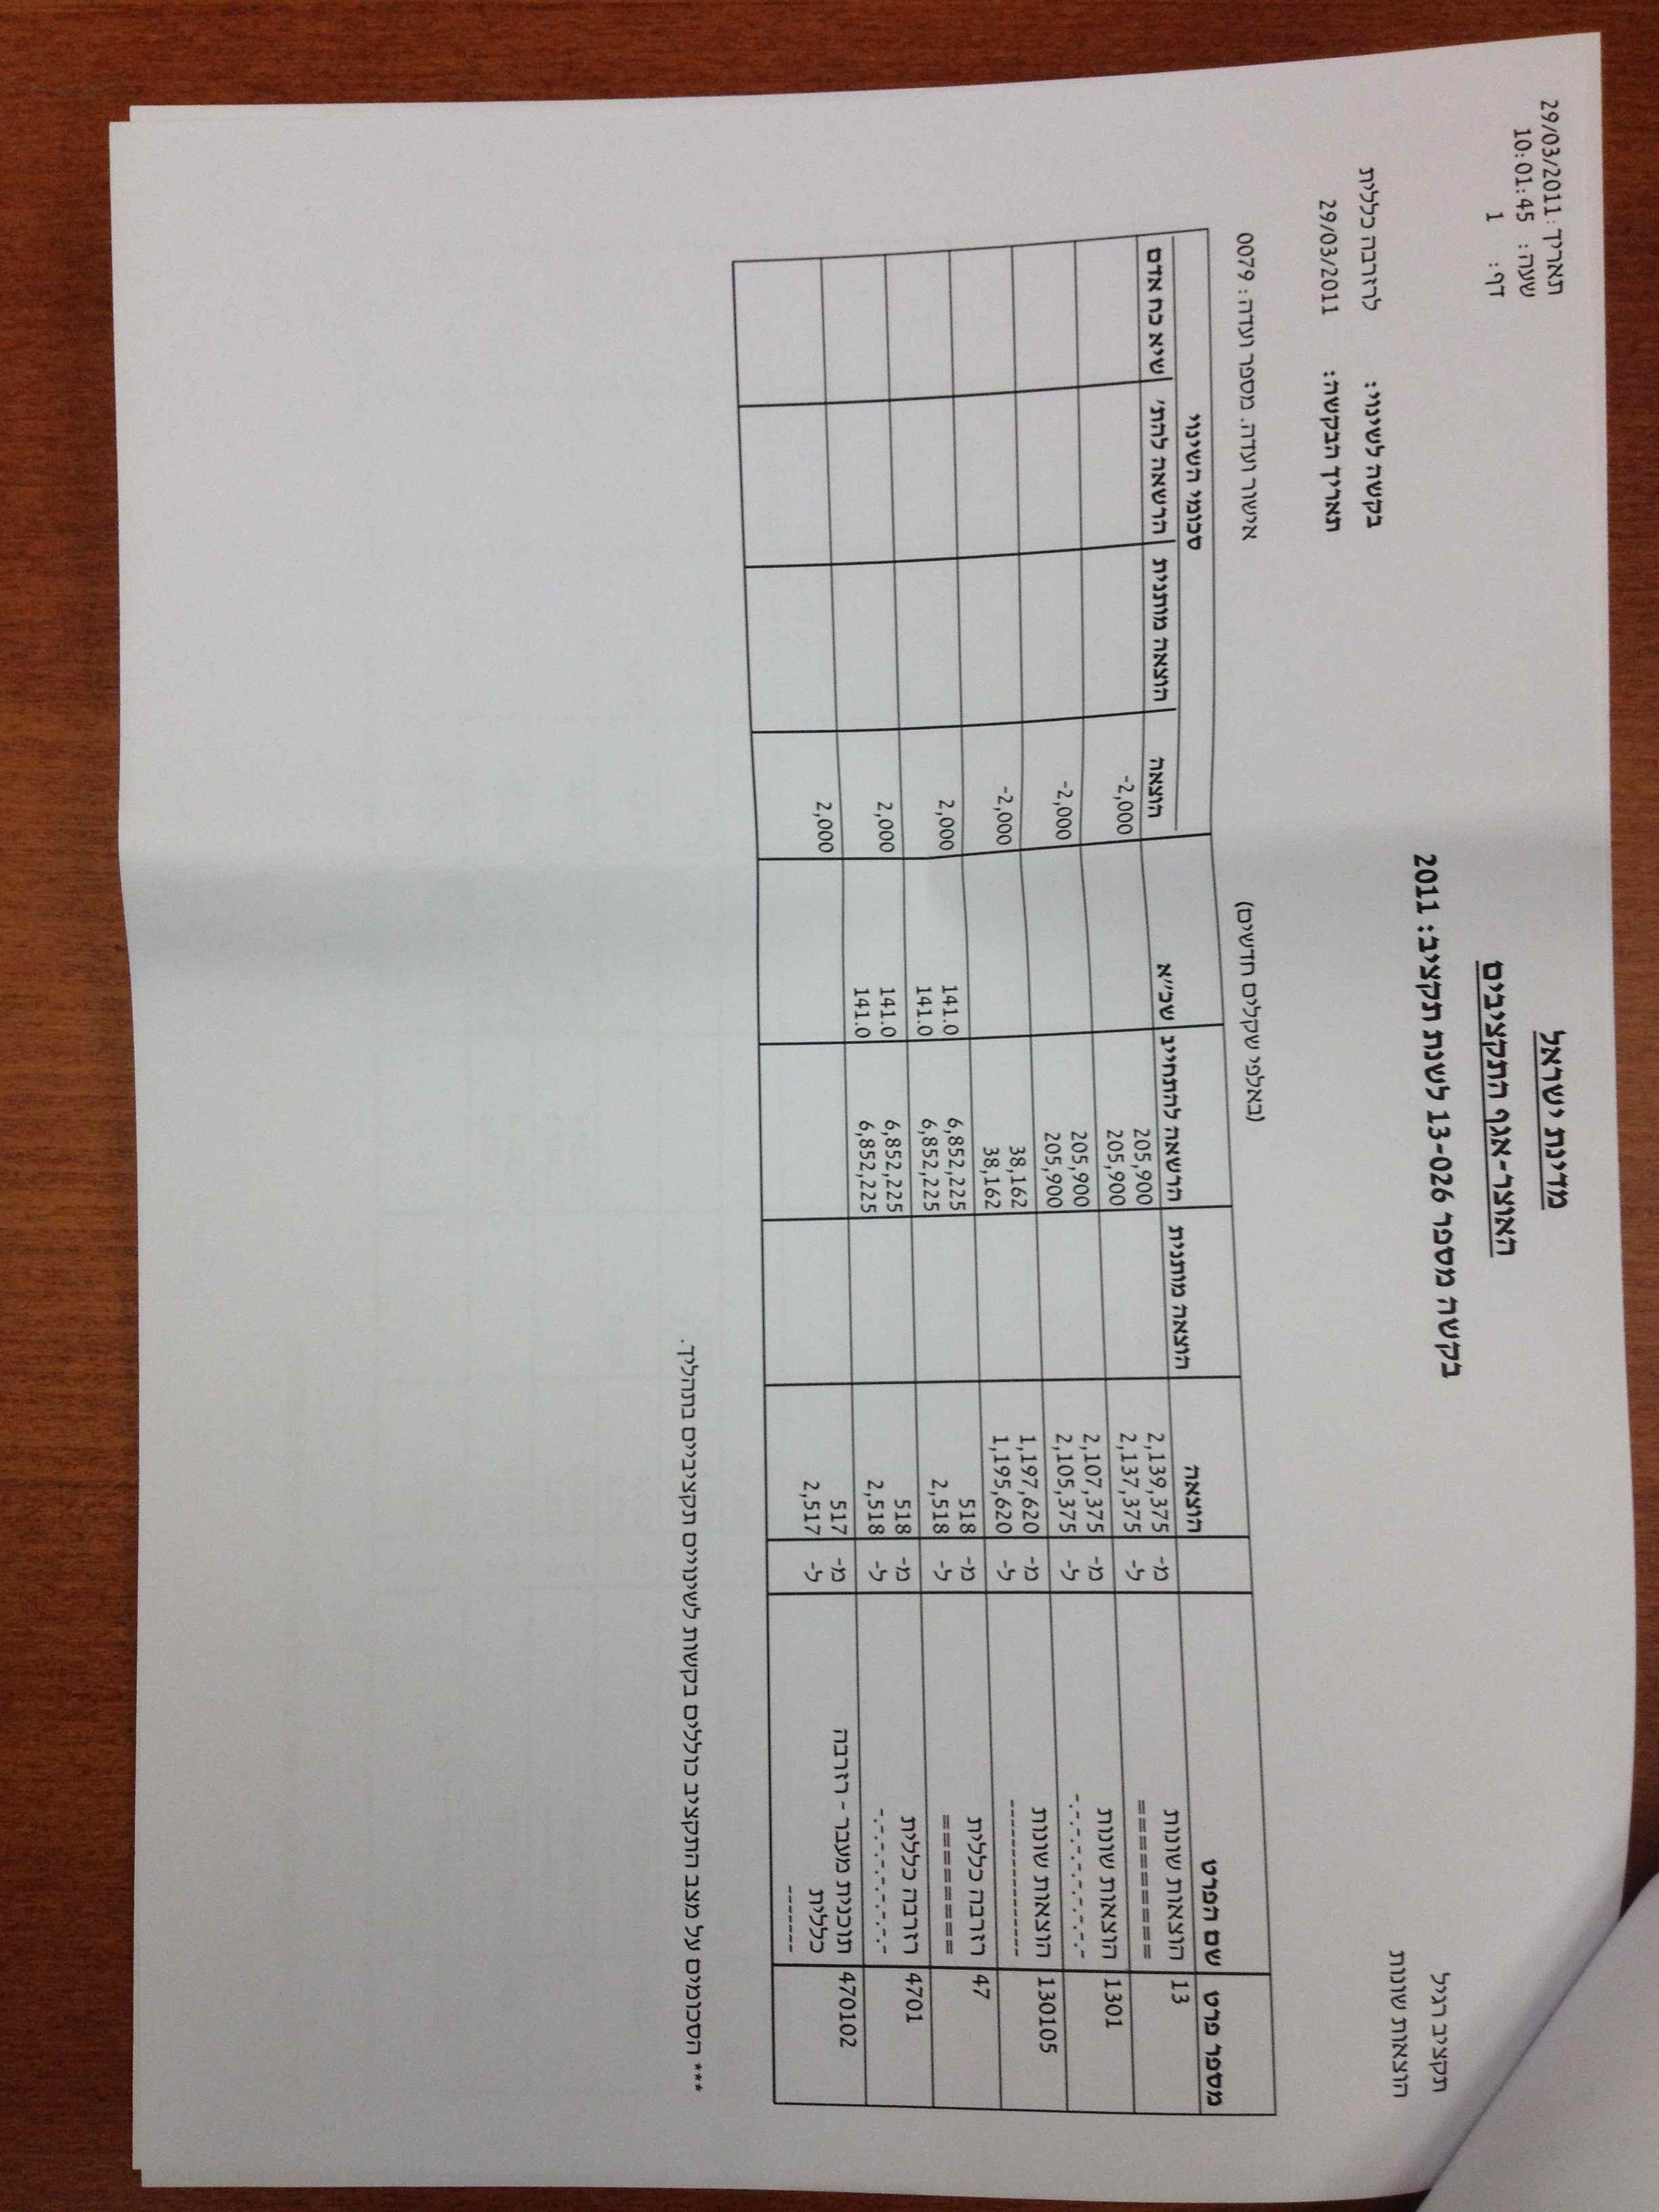 תאריך: 29/03/2011
שעה: 10:01:45
דף: 1
מדינת ישראל
האוצר-אגף התקציבים
בקשה מספר 13-026 לשנת תקציב: 2011
תקציב רגיל
הוצאות שונות
בקשה לשינוי: לרזרבה כללית
תאריך הבקשה: 29/03/2011
(באלפי שקלים חדשים)
אישור ועדה. מספר ועדה: 0079
סכומי השינוי
מספר פרט שם הפרט הוצאה הוצאה מותנית הרשאה להתחייב שכ״א הוצאה הוצאה מותנית הרשאה להת׳ שיא כח אדם
13 הוצאות שונות מ- 2,139,375 205,900 -2,000
========= ל- 2,137,375 205,900
1301 הוצאות שונות מ- 2,107,375 205,900 -2,000
-.-.-.-.-.-.-.-.- ל- 2,105,375 205,900
130105 הוצאות שונות מ- 1,197,620 38,162 -2,000
-------------- ל- 1,195,620 38,162
47 רזרבה כללית מ- 518 6,852,225 141.0 2,000
======== ל- 2,518 6,852,225 141.0
4701 רזרבה כללית מ- 518 6,852,225 141.0 2,000
-.-.-.-.-.-.-.- ל- 2,518 6,852,225 141.0
470102 תוכנית מעבר - רזרבה מ- 517 2,000
כללית ל- 2,517
-------
*** הסכומים על מצב התקציב כוללים בקשות לשינויים תקציביים בתהליך.